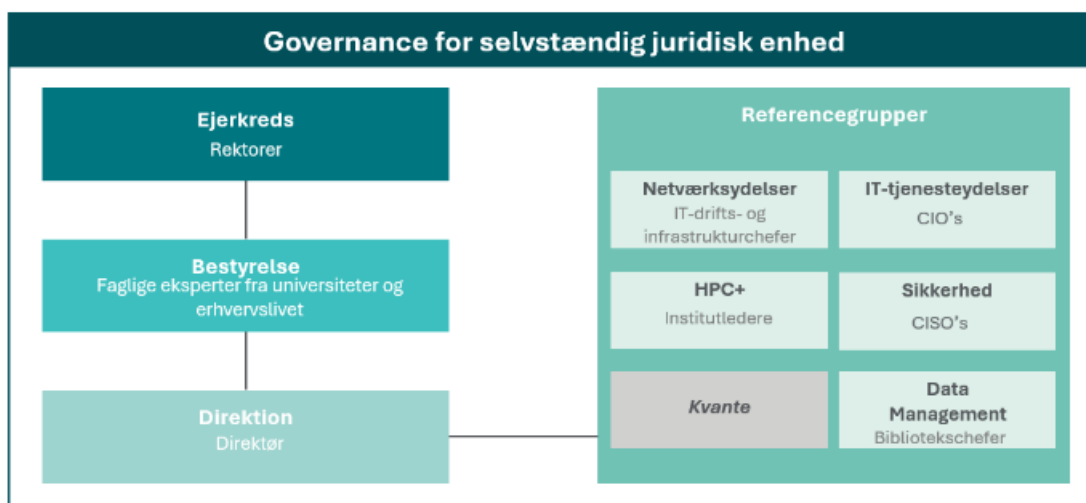 Governance for selvstændig juridisk enhed
Ejerkreds
Rektorer
Bestyrelse
Faglige eksperter fra universiteter og
erhvervslivet
Direktion
Direktør
Referencegrupper
Netværksydelser
IT-drifts- og
infrastrukturchefer
IT-tjenesteydelser
CIO's
HPC+
Institutledere
Sikkerhed
CISO's
Kvante
Data
Management
Bibliotekschefer